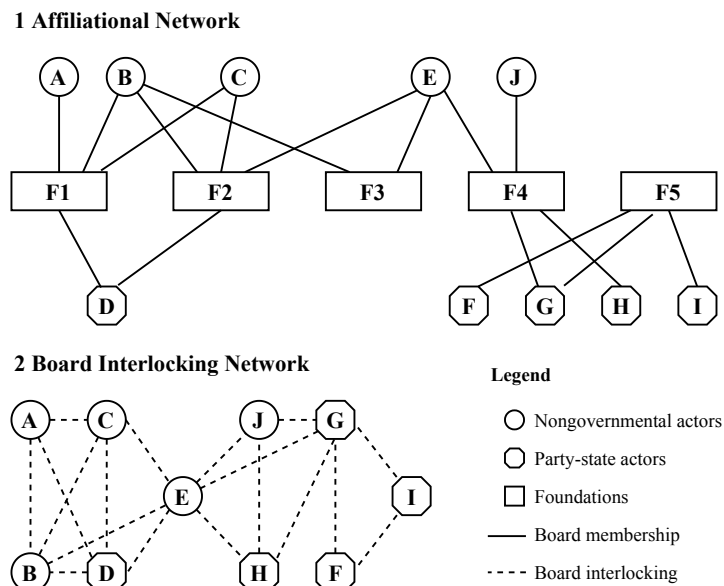 1 Affiliational Network
A B C E J
F1 F2 F3 F4 F5
D F G H I
2 Board Interlocking Network
Legend
A C J G
Nongovernmental actors
Party-state actors
E I
Foundations
Board membership
B D H F
Board interlocking